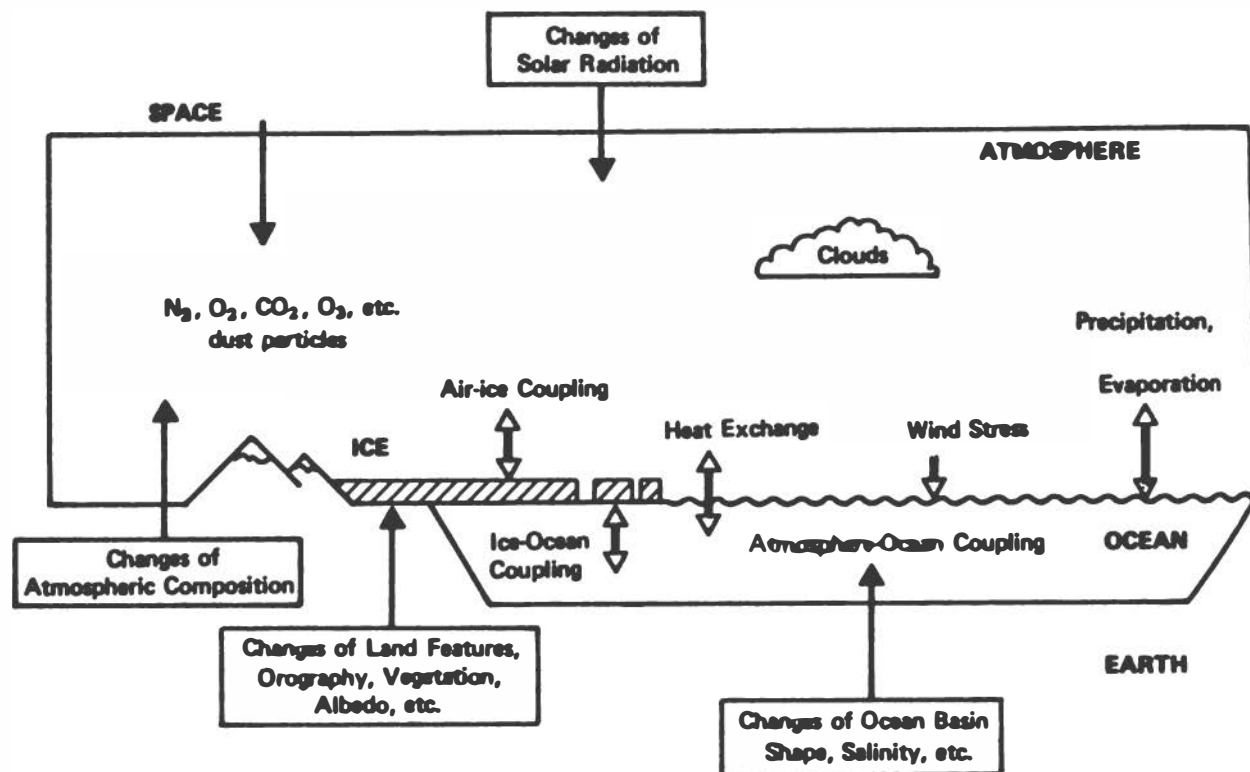 Changes of
Solar Radiation
SPACE
ATMOSPHERE
Clouds
N₂, O₂, CO₂, O₃, etc.
dust particles
Precipitation,
Evaporation
Air-ice Coupling
ICE
Heat Exchange
Wind Stress
Ice-Ocean
Coupling
Atmosphere-Ocean Coupling
OCEAN
Changes of
Atmospheric Composition
Changes of Land Features,
Orography, Vegetation,
Albedo, etc.
EARTH
Changes of Ocean Basin
Shape, Salinity, etc.